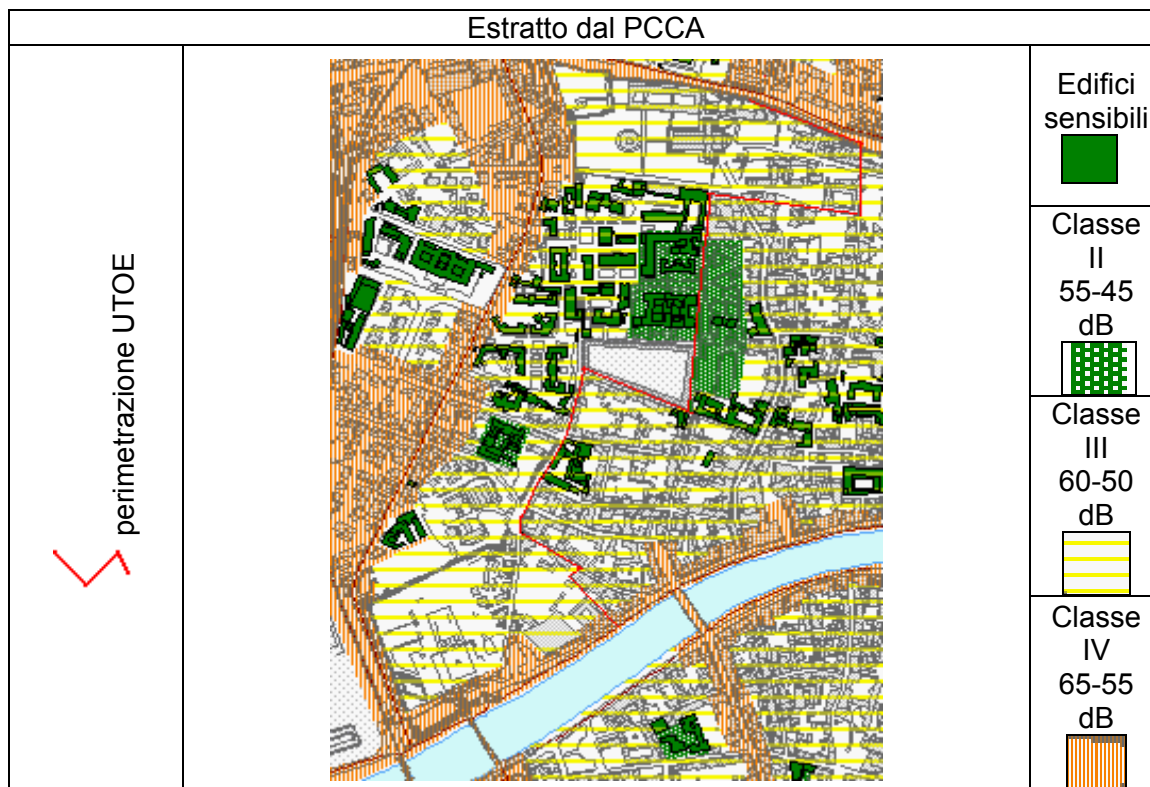 Estratto dal PCCA
perimetrazione UTOE
Edifici
sensibili
Classe
II
55-45
dB
Classe
III
60-50
dB
Classe
IV
65-55
dB